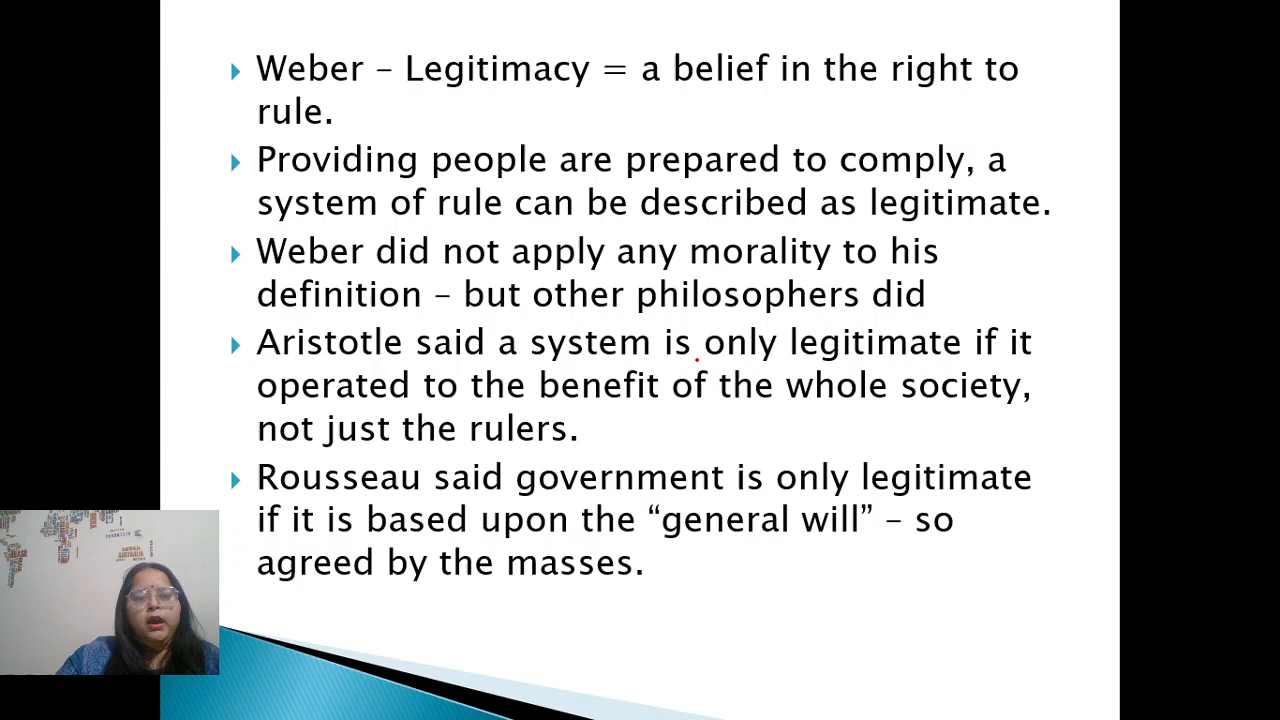 Weber – Legitimacy = a belief in the right to
rule.
Providing people are prepared to comply, a
system of rule can be described as legitimate.
Weber did not apply any morality to his
definition – but other philosophers did
Aristotle said a system is only legitimate if it
operated to the benefit of the whole society,
not just the rulers.
Rousseau said government is only legitimate
if it is based upon the “general will” – so
agreed by the masses.
AUSTRALIA